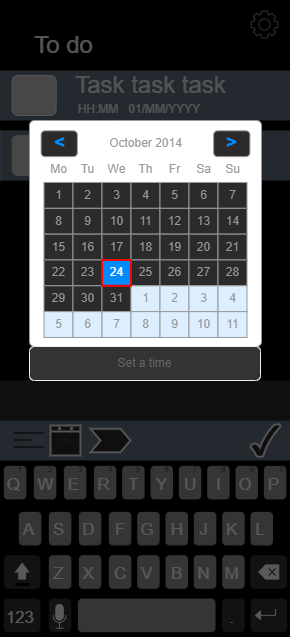 To do
Task task task
HH:MM 01/MM/YYYY
< October 2014 >
Mo Tu We Th Fr Sa Su
1 2 3 4 5 6 7
8 9 10 11 12 13 14
15 16 17 18 19 20 21
22 23 24 25 26 27 28
29 30 31 1 2 3 4
5 6 7 8 9 10 11
Set a time
Q W E R T Y U I O P
A S D F G H J K L
Z X C V B N M
123 .